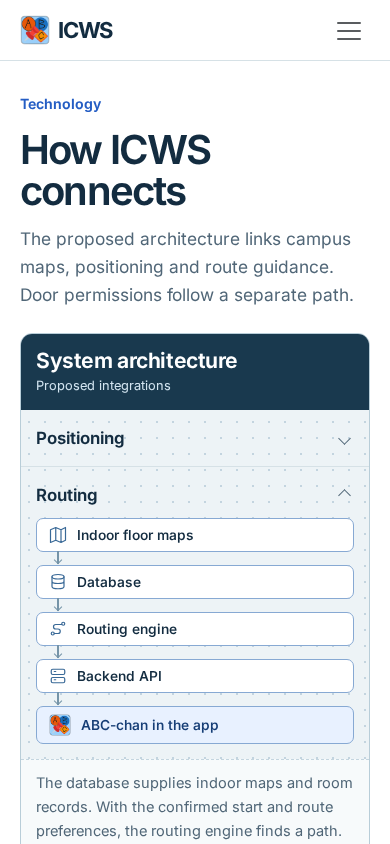 ICWS
Technology
How ICWS
connects
The proposed architecture links campus
maps, positioning and route guidance.
Door permissions follow a separate path.
System architecture
Proposed integrations
Positioning
Routing
Indoor floor maps
Database
Routing engine
Backend API
ABC-chan in the app
The database supplies indoor maps and room
records. With the confirmed start and route
preferences, the routing engine finds a path.